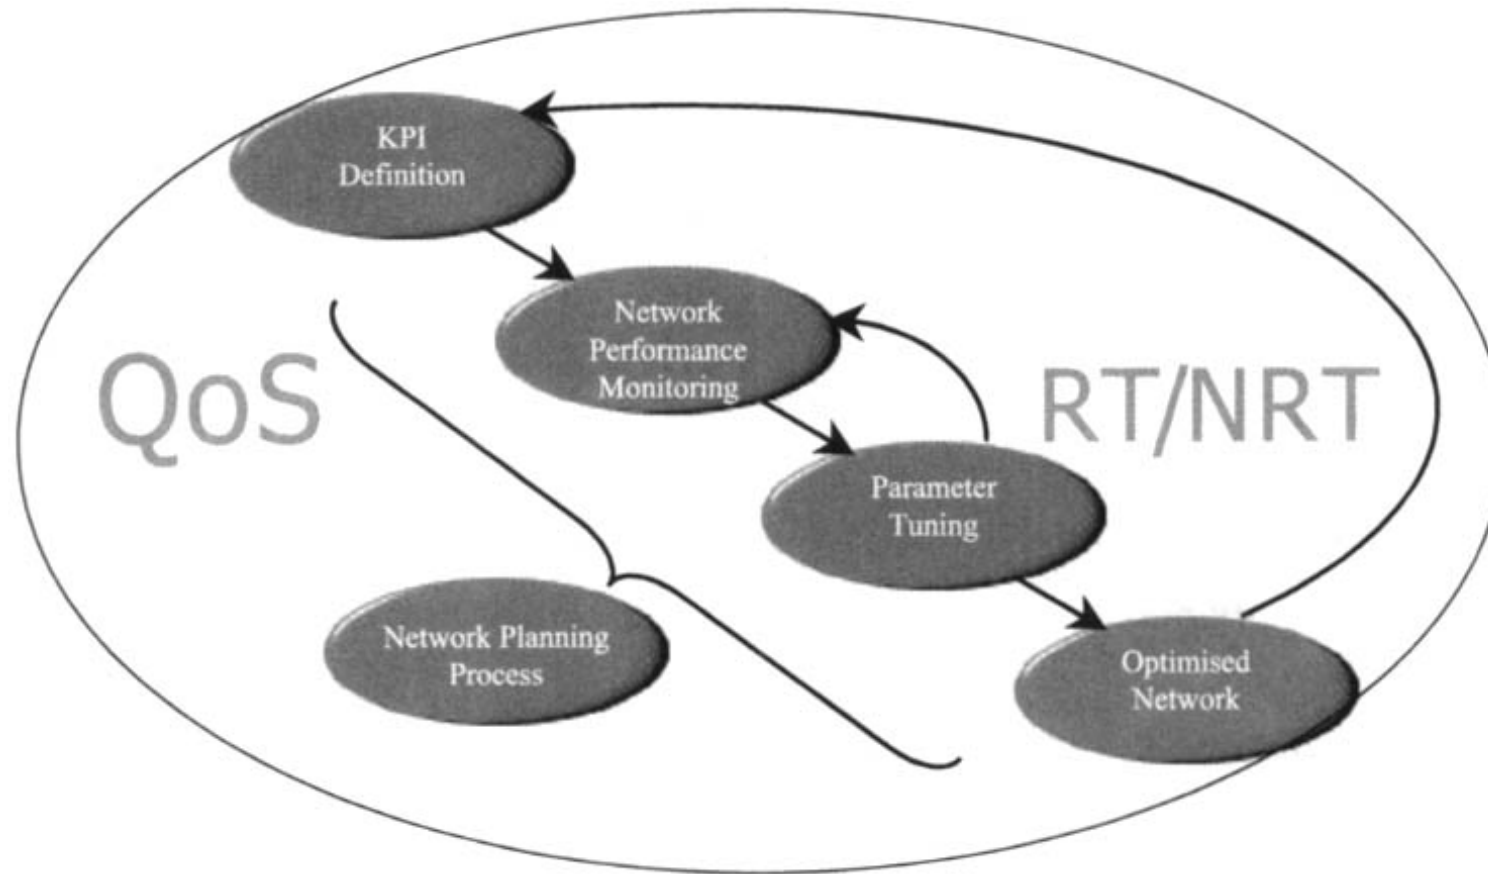 KPI
Definition
Network
Performance
Monitoring
QoS
RT/NRT
Parameter
Tuning
Network Planning
Process
Optimised
Network